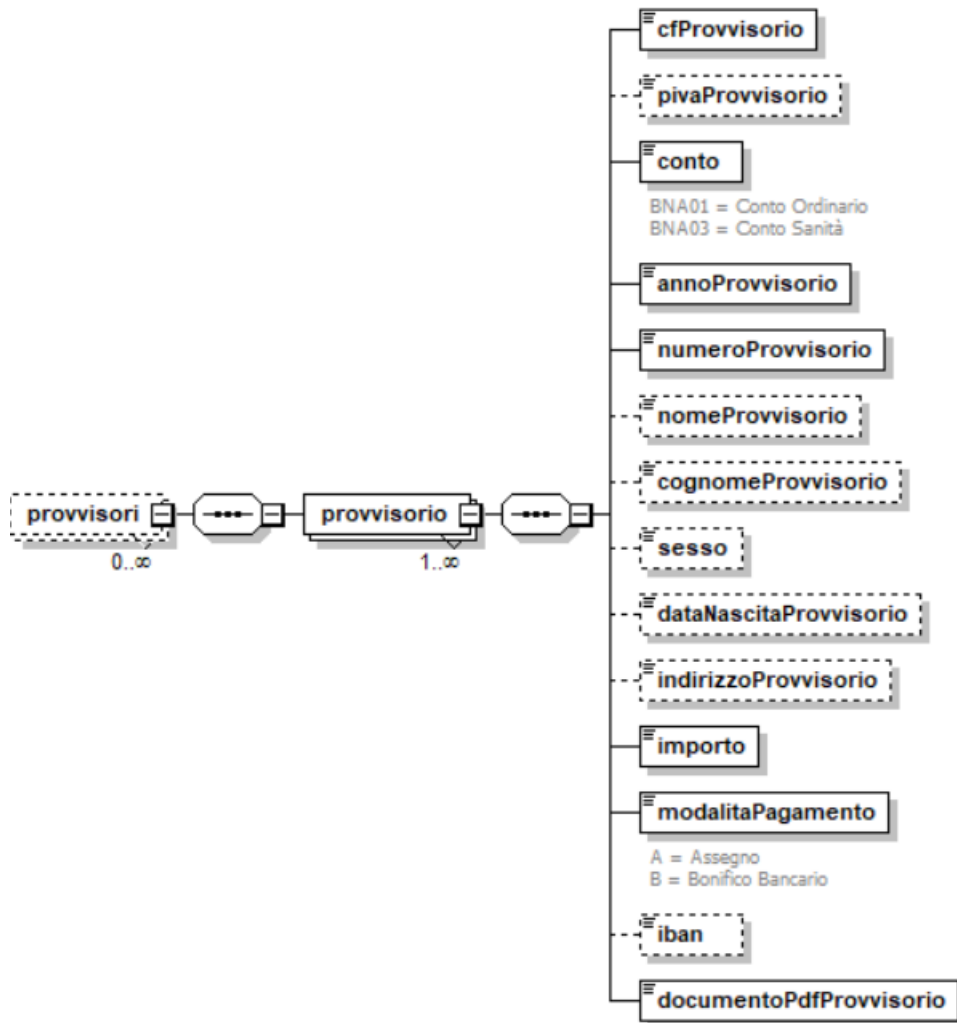 cfProvvisorio
pivaProvvisorio
conto
BNA01 = Conto Ordinario
BNA03 = Conto Sanità
annoProvvisorio
numeroProvvisorio
nomeProvvisorio
cognomeProvvisorio
provvisori
0..∞
provvisorio
1..∞
sesso
dataNascitaProvvisorio
indirizzoProvvisorio
importo
modalitaPagamento
A = Assegno
B = Bonifico Bancario
iban
documentoPdfProvvisorio